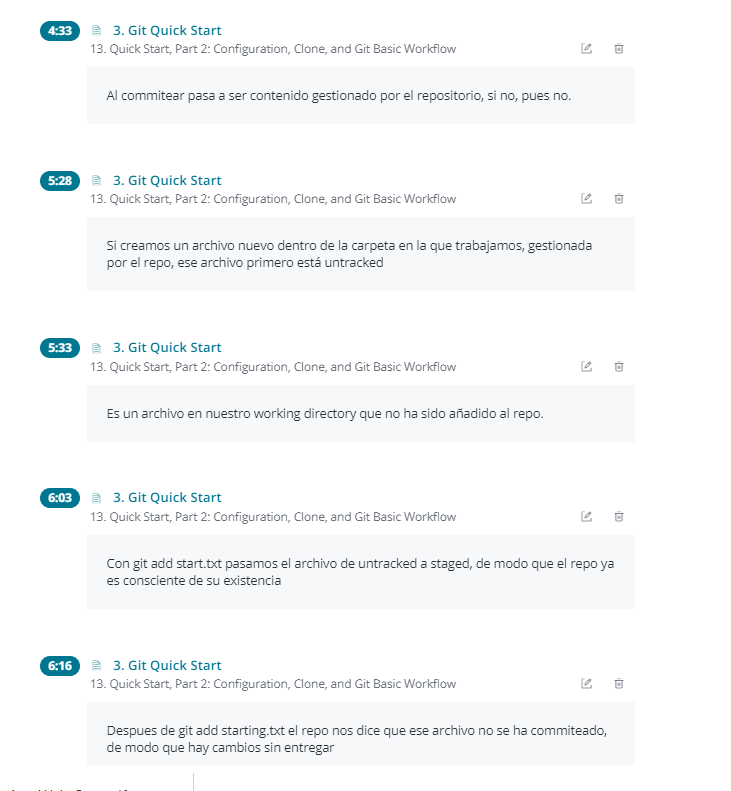 4:33 3. Git Quick Start
13. Quick Start, Part 2: Configuration, Clone, and Git Basic Workflow
Al commitear pasa a ser contenido gestionado por el repositorio, si no, pues no.
5:28 3. Git Quick Start
13. Quick Start, Part 2: Configuration, Clone, and Git Basic Workflow
Si creamos un archivo nuevo dentro de la carpeta en la que trabajamos, gestionada
por el repo, ese archivo primero está untracked
5:33 3. Git Quick Start
13. Quick Start, Part 2: Configuration, Clone, and Git Basic Workflow
Es un archivo en nuestro working directory que no ha sido añadido al repo.
6:03 3. Git Quick Start
13. Quick Start, Part 2: Configuration, Clone, and Git Basic Workflow
Con git add start.txt pasamos el archivo de untracked a staged, de modo que el repo ya
es consciente de su existencia
6:16 3. Git Quick Start
13. Quick Start, Part 2: Configuration, Clone, and Git Basic Workflow
Despues de git add starting.txt el repo nos dice que ese archivo no se ha commiteado,
de modo que hay cambios sin entregar